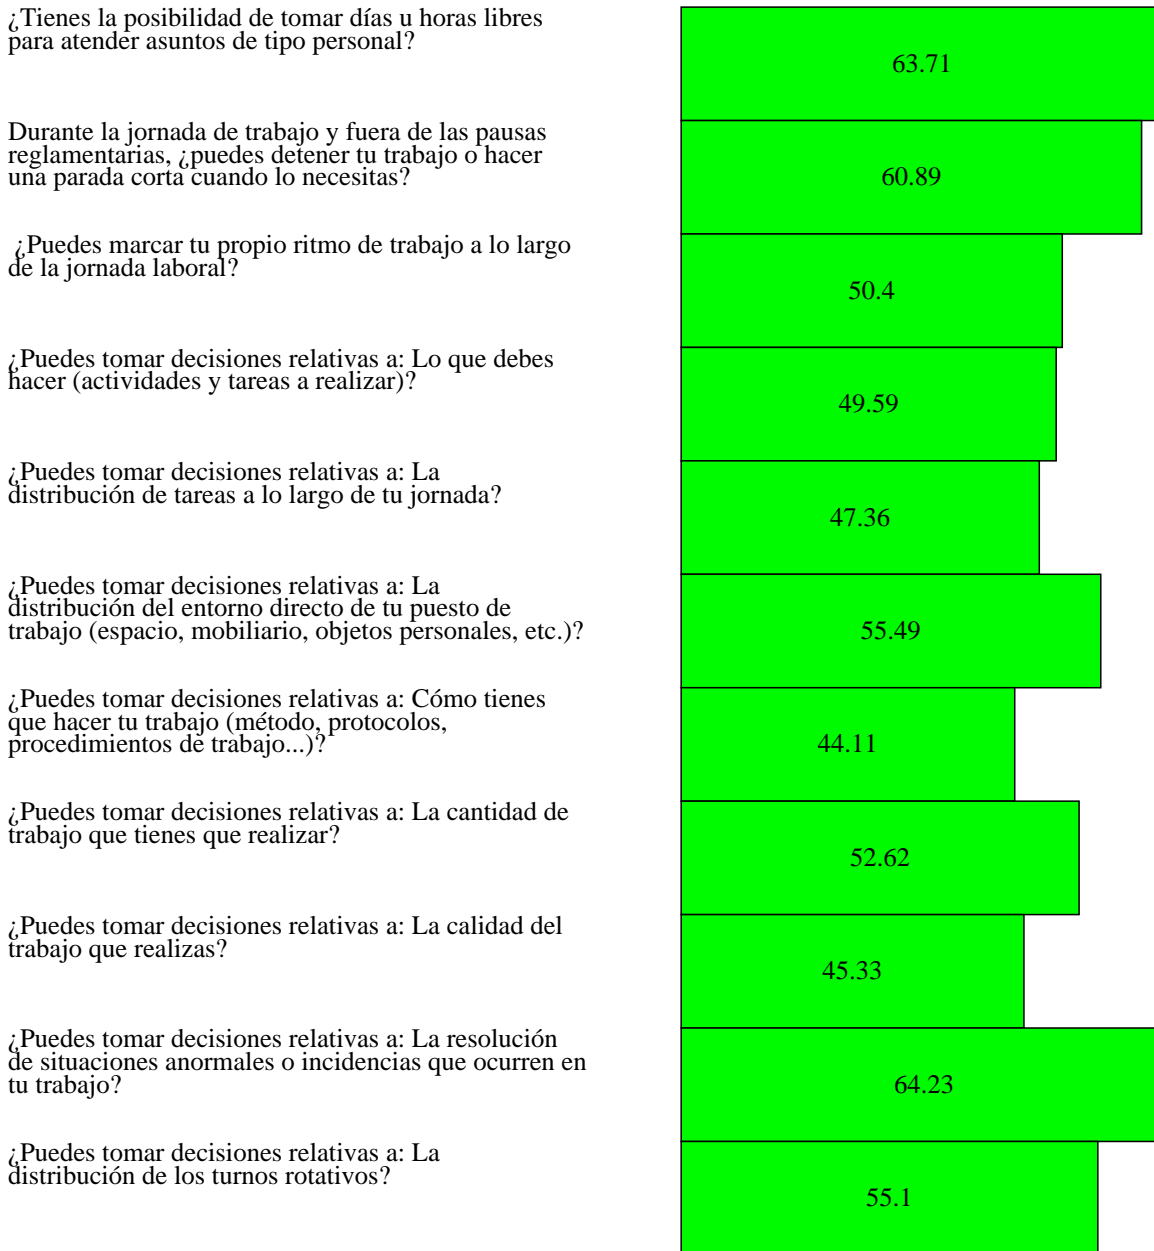 ¿Tienes la posibilidad de tomar días u horas libres
para atender asuntos de tipo personal?
63.71
Durante la jornada de trabajo y fuera de las pausas
reglamentarias, ¿puedes detener tu trabajo o hacer
una parada corta cuando lo necesitas?
60.89
¿Puedes marcar tu propio ritmo de trabajo a lo largo
de la jornada laboral?
50.4
¿Puedes tomar decisiones relativas a: Lo que debes
hacer (actividades y tareas a realizar)?
49.59
¿Puedes tomar decisiones relativas a: La
distribución de tareas a lo largo de tu jornada?
47.36
¿Puedes tomar decisiones relativas a: La
distribución del entorno directo de tu puesto de
trabajo (espacio, mobiliario, objetos personales, etc.)?
55.49
¿Puedes tomar decisiones relativas a: Cómo tienes
que hacer tu trabajo (método, protocolos,
procedimientos de trabajo...)?
44.11
¿Puedes tomar decisiones relativas a: La cantidad de
trabajo que tienes que realizar?
52.62
¿Puedes tomar decisiones relativas a: La calidad del
trabajo que realizas?
45.33
¿Puedes tomar decisiones relativas a: La resolución
de situaciones anormales o incidencias que ocurren en
tu trabajo?
64.23
¿Puedes tomar decisiones relativas a: La
distribución de los turnos rotativos?
55.1